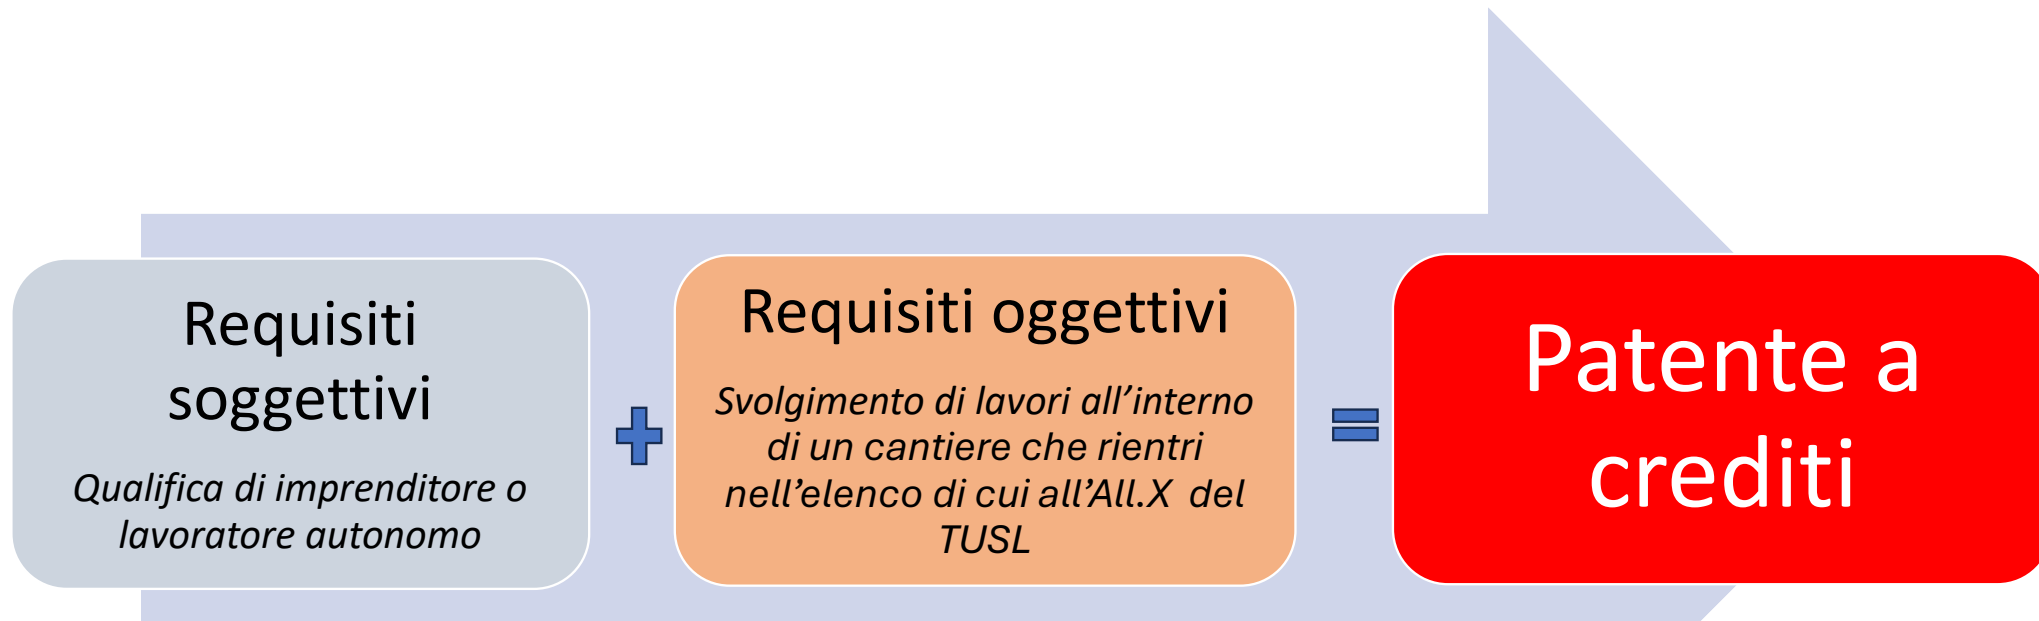 Requisiti
soggettivi
Qualifica di imprenditore o
lavoratore autonomo
Requisiti oggettivi
Svolgimento di lavori all’interno
di un cantiere che rientri
nell’elenco di cui all’All.X del
TUSL
Patente a
crediti